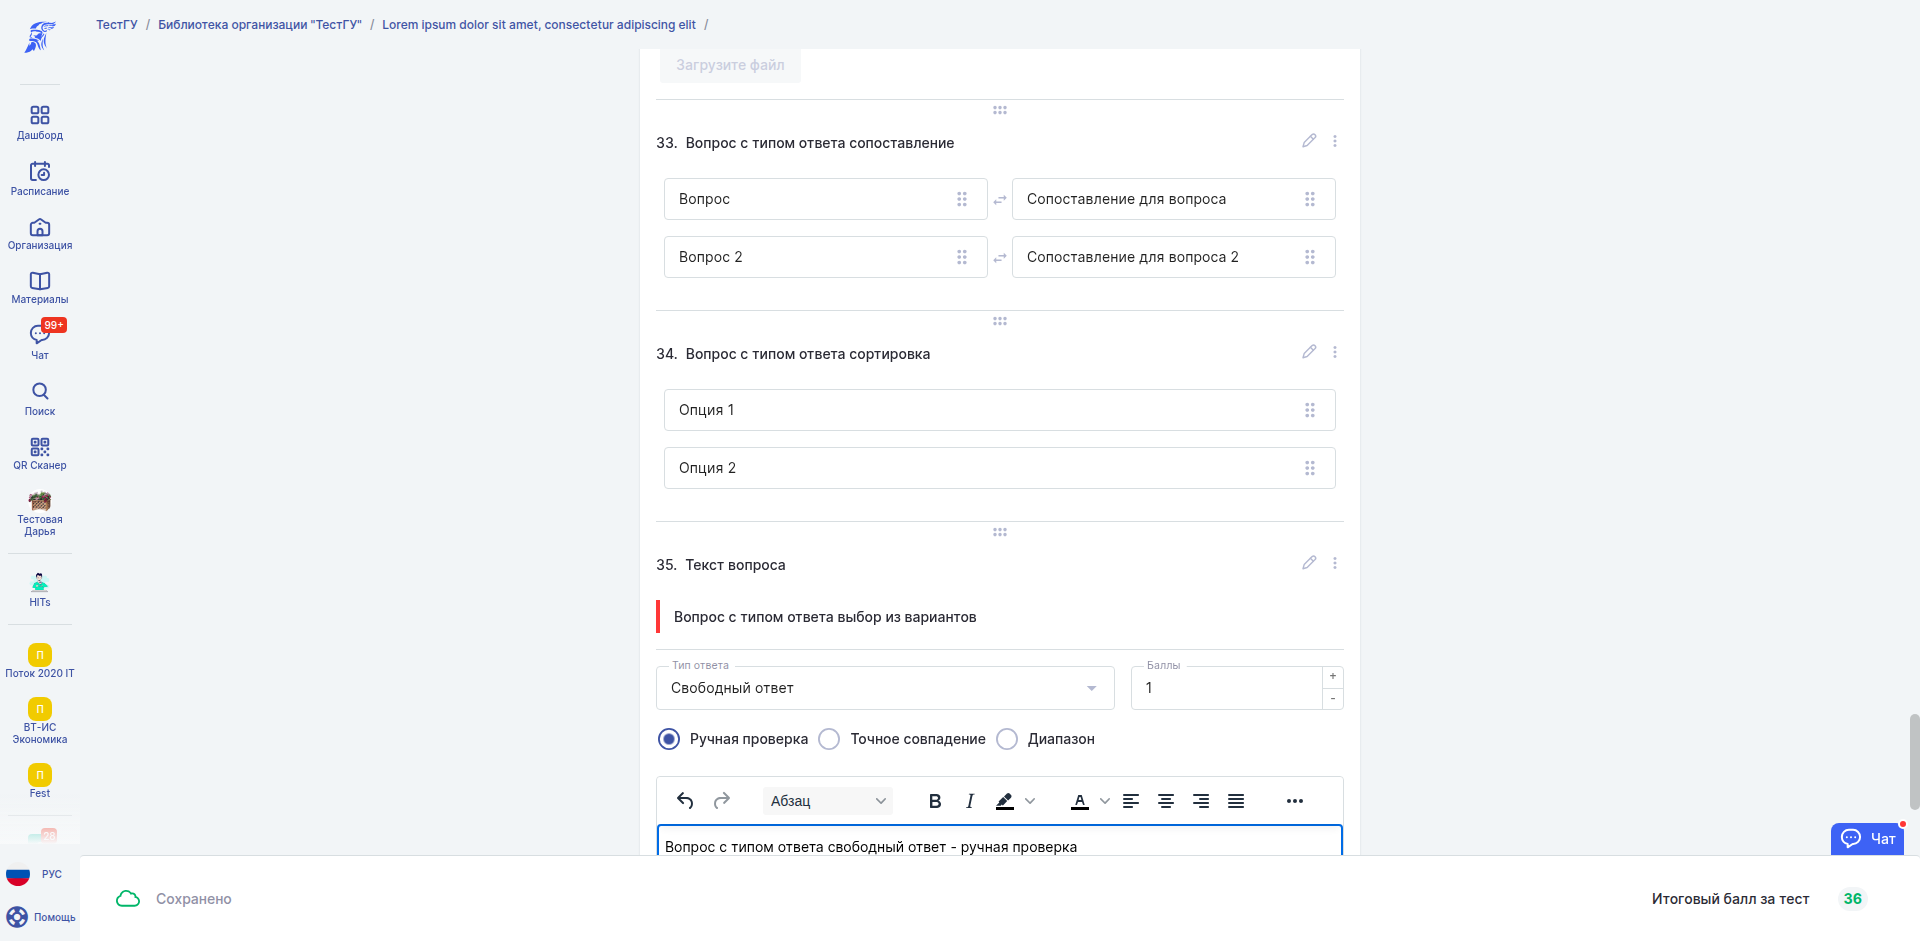 ТестГУ / Библиотека организации "ТестГУ" / Lorem ipsum dolor sit amet, consectetur adipiscing elit /
Дашборд
Расписание
Организация
Материалы
99+
Чат
Поиск
QR Сканер
Тестовая
Дарья
HITs
П
Поток 2020 IT
П
ВТ-ИС
Экономика
П
Fest
28
РУС
Помощь
Загрузите файл
33. Вопрос с типом ответа сопоставление
Вопрос
Сопоставление для вопроса
Вопрос 2
Сопоставление для вопроса 2
34. Вопрос с типом ответа сортировка
Опция 1
Опция 2
35. Текст вопроса
Вопрос с типом ответа выбор из вариантов
Тип ответа
Свободный ответ
Баллы
1
+
-
Ручная проверка
Точное совпадение
Диапазон
Абзац
B I A
Вопрос с типом ответа свободный ответ - ручная проверка
Чат
Сохранено
Итоговый балл за тест 36